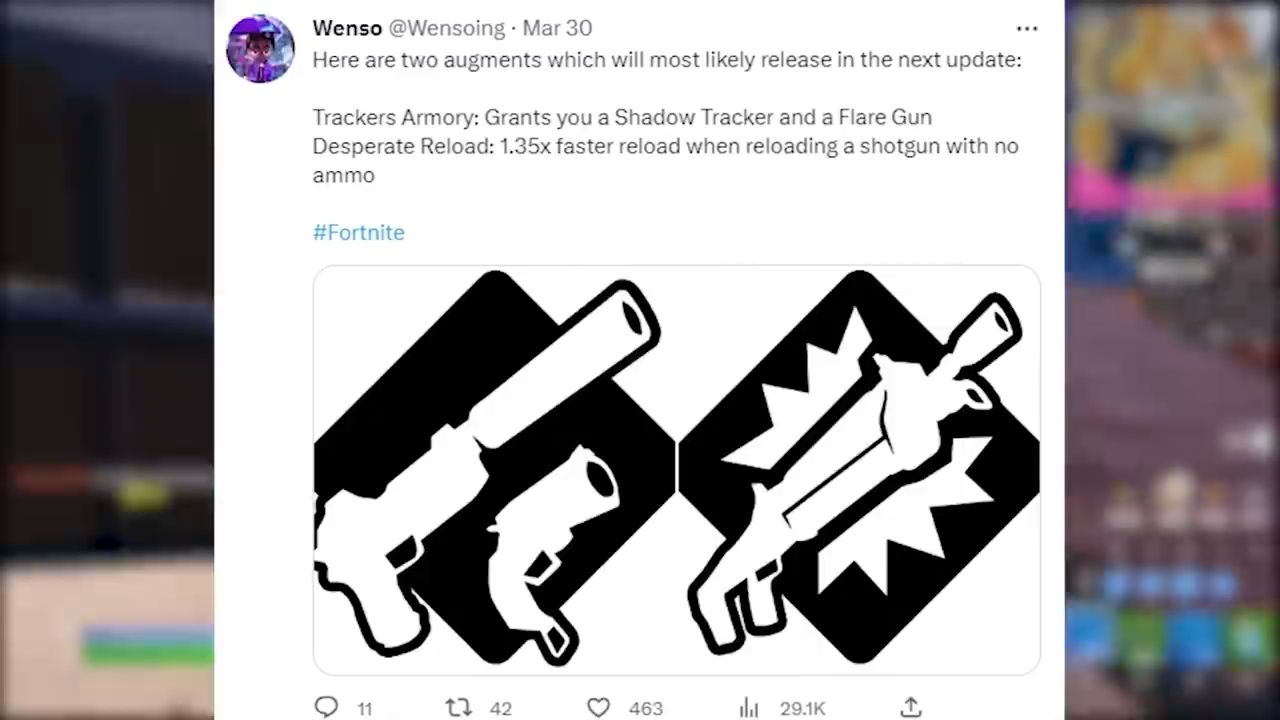 Wenso @Wensoing · Mar 30
Here are two augments which will most likely release in the next update:
Trackers Armory: Grants you a Shadow Tracker and a Flare Gun
Desperate Reload: 1.35x faster reload when reloading a shotgun with no
ammo
#Fortnite
11 42 463 29.1K